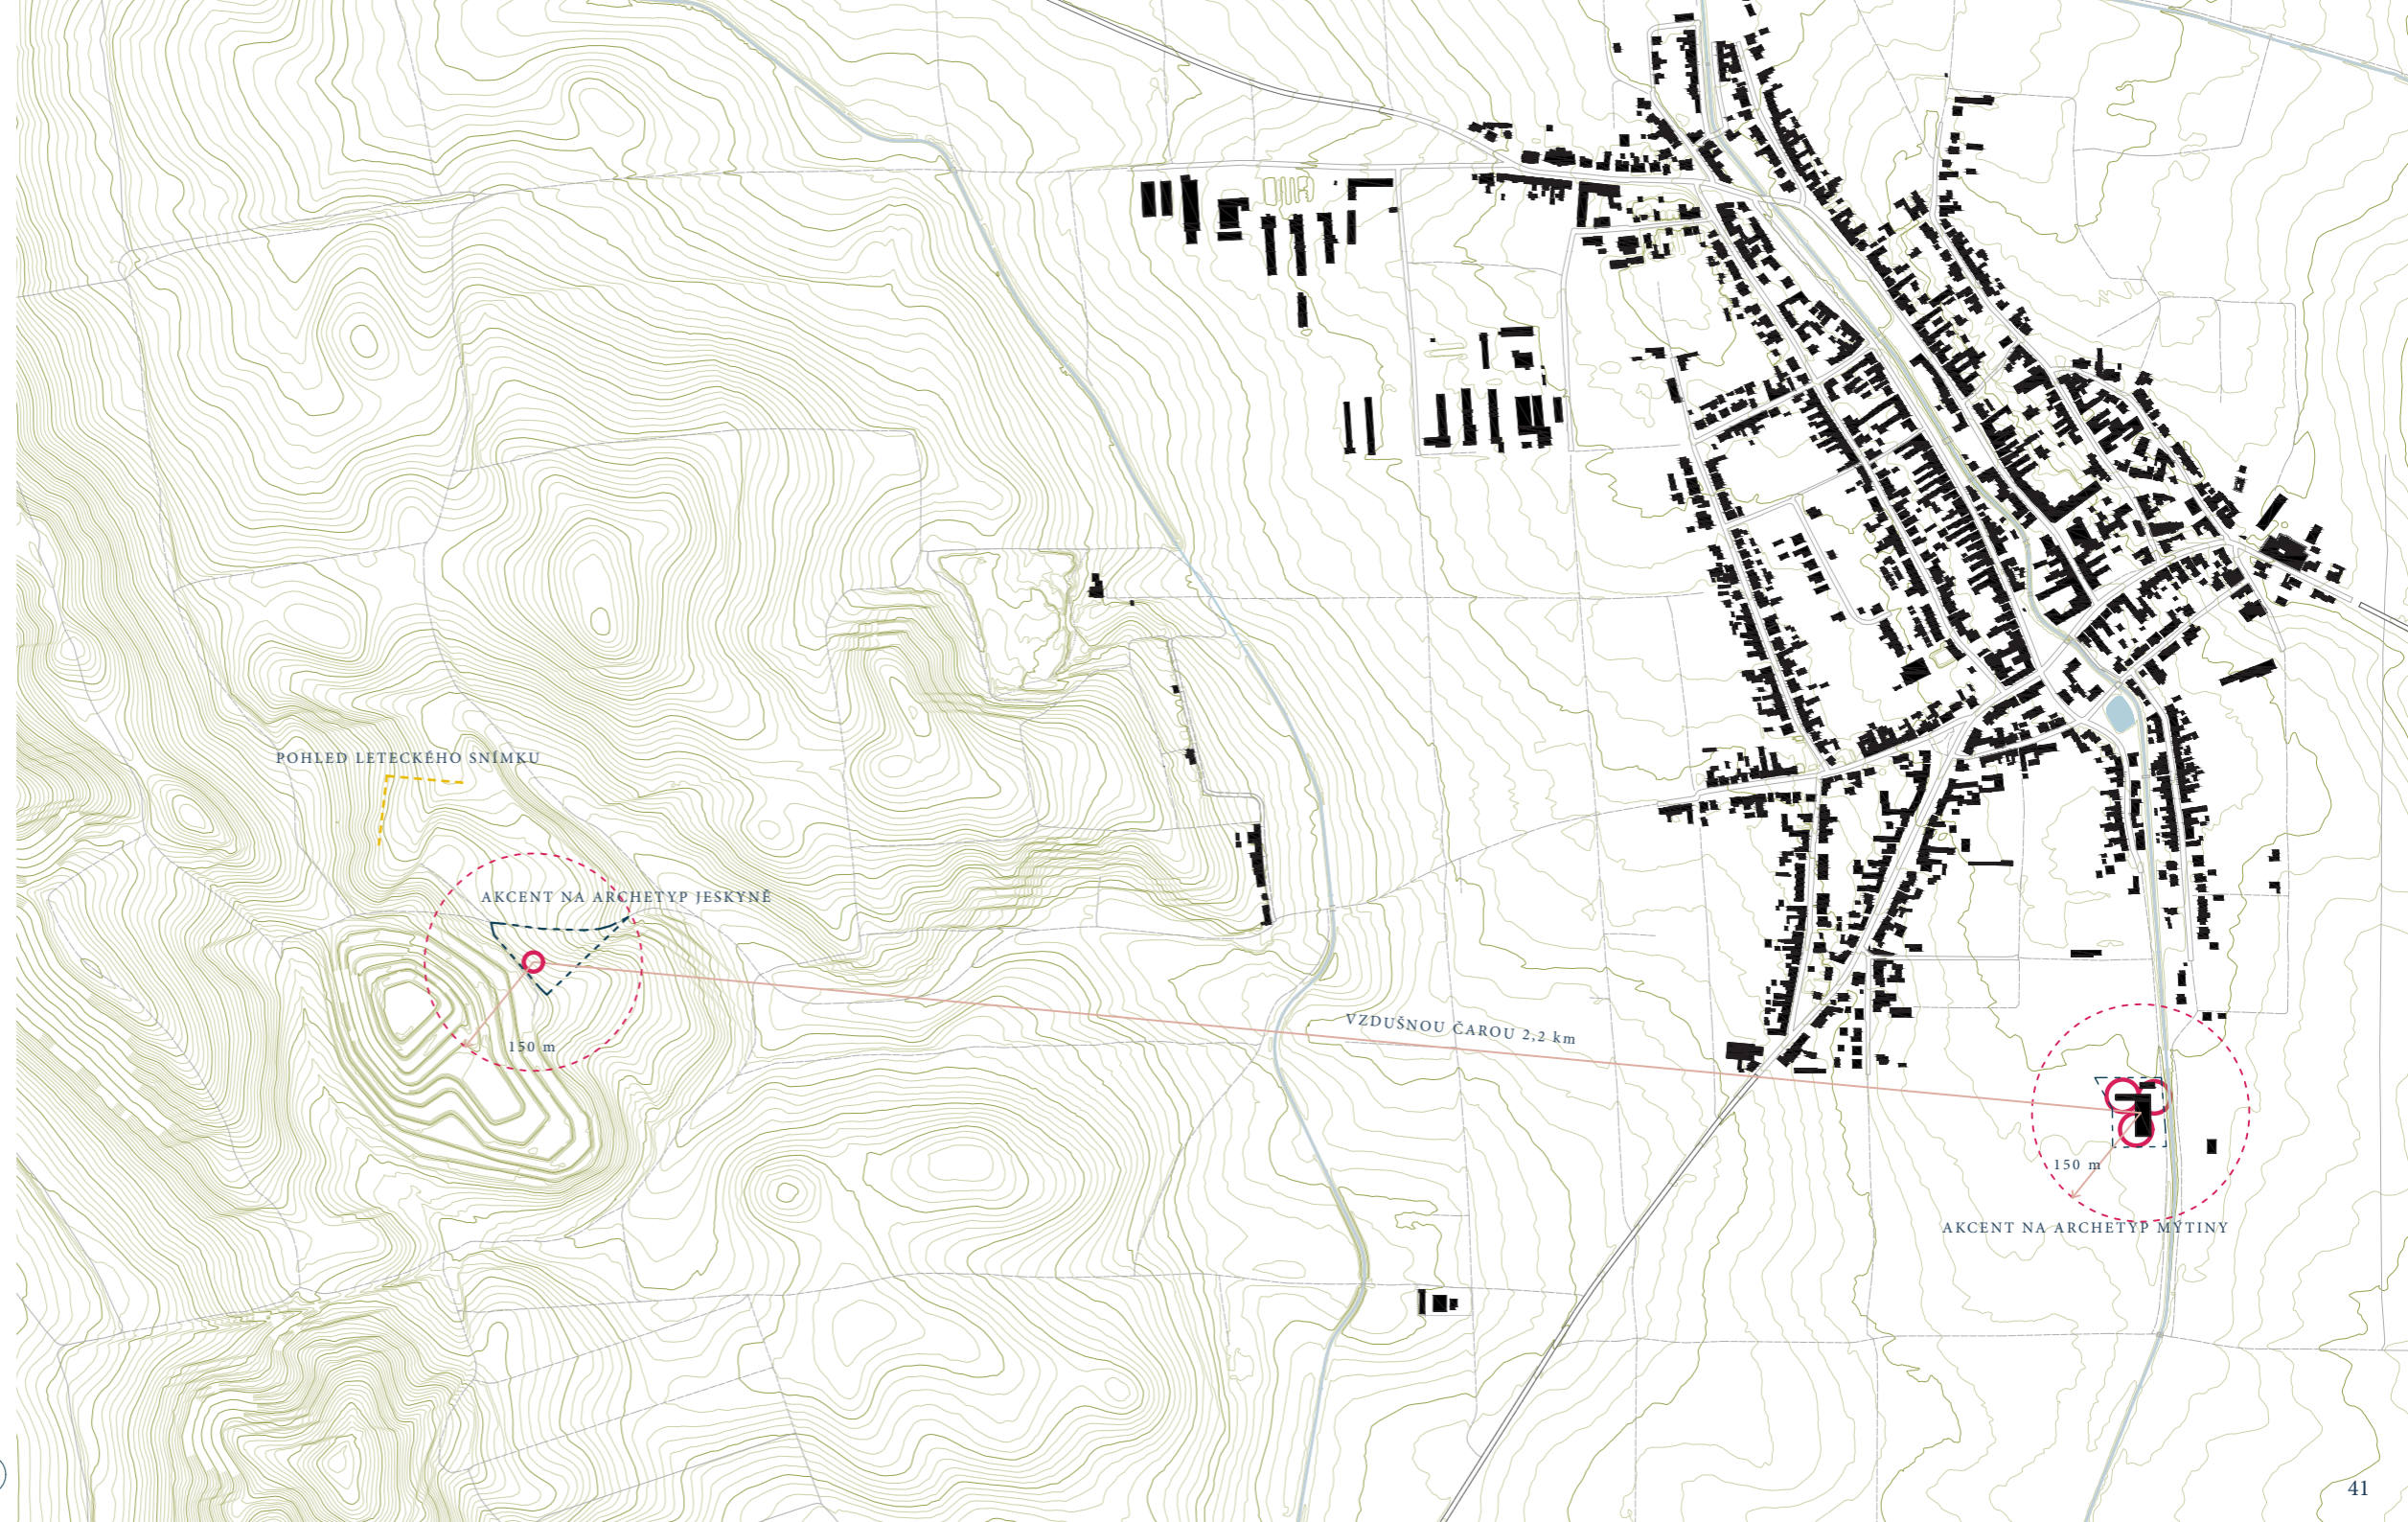 POHLED LETECKÉHO SNÍMKU
AKCENT NA ARCHETYP JESKYNĚ
150 m
VZDUŠNOU ČAROU 2,2 km
150 m
AKCENT NA ARCHETYP MÝTINY
41